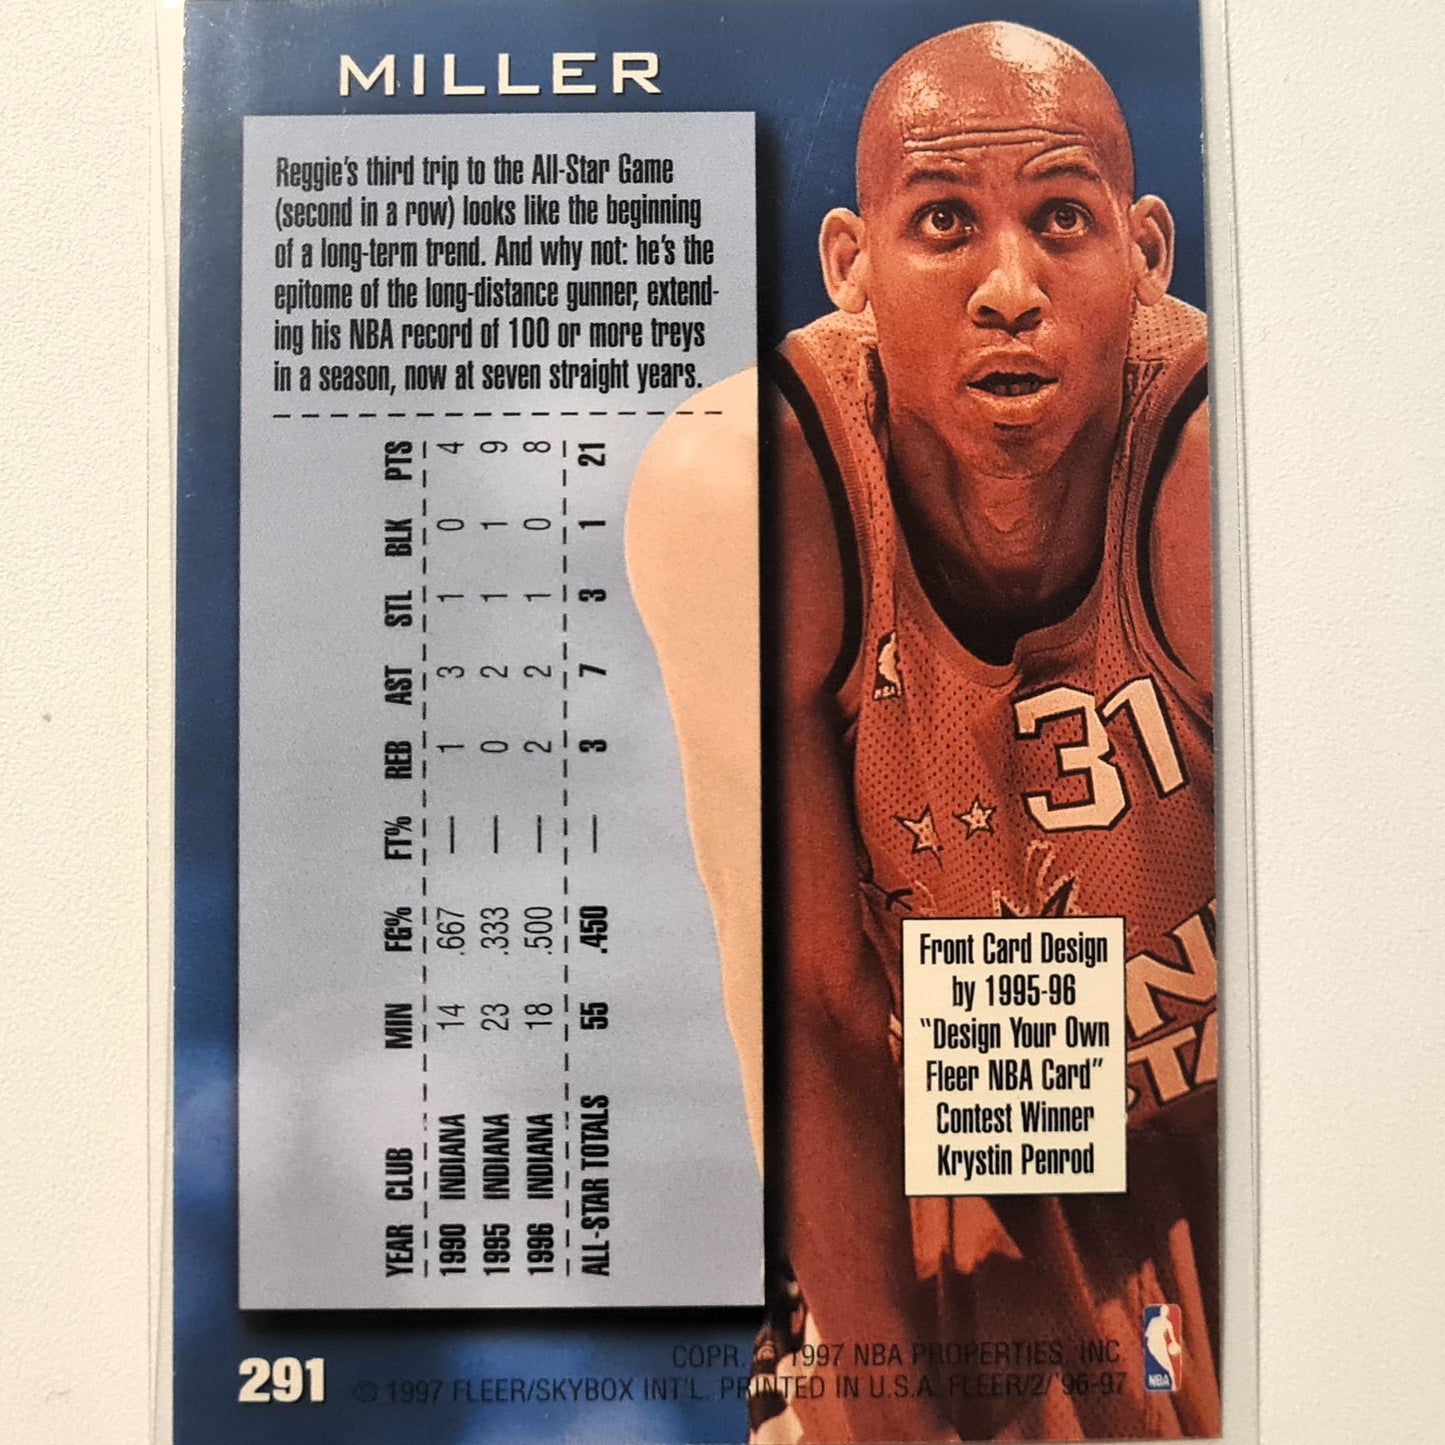 MILLER
Reggie's third trip to the All-Star Game
(second in a row) looks like the beginning
of a long-term trend. And why not: he's the
epitome of the long-distance gunner, extend-
ing his NBA record of 100 or more treys
in a season, now at seven straight years.
YEAR CLUB MIN FG% FT% REB AST STL BLK PTS
1990 INDIANA 14 .667 — 1 3 1 0 4
1995 INDIANA 23 .333 — 0 2 1 1 9
1996 INDIANA 18 .500 — 2 2 1 0 8
ALL-STAR TOTALS 55 .450 — 3 7 3 1 21
NBA
31
Front Card Design
by 1995-96
"Design Your Own
Fleer NBA Card"
Contest Winner
Krystin Penrod
291
COPR. © 1997 NBA PROPERTIES, INC.
© 1997 FLEER/SKYBOX INT'L. PRINTED IN U.S.A. FLEER/2/'96-97
NBA